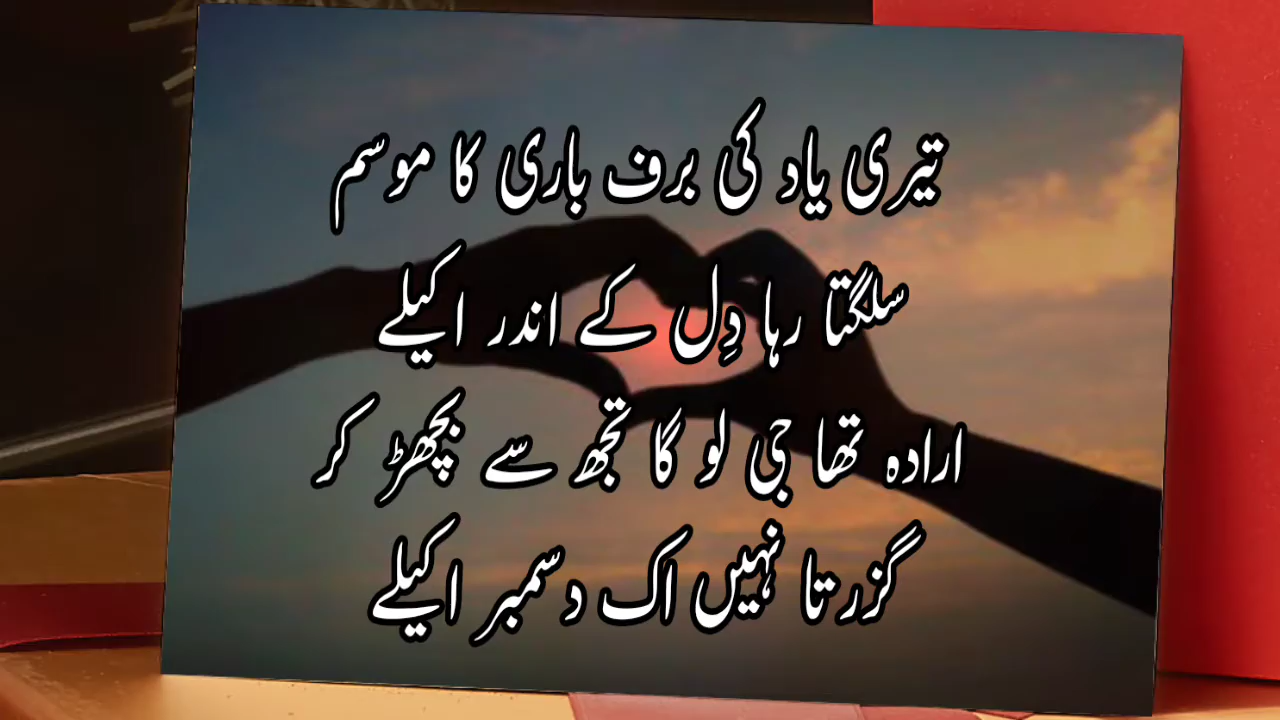 تیری یاد کی برف باری کا موسم
سلگتا رہا دِل کے اندر اکیلے
ارادہ تھا جی لو گا تجھ سے بچھڑ کر
گزرتا نہیں اک دسمبر اکیلے